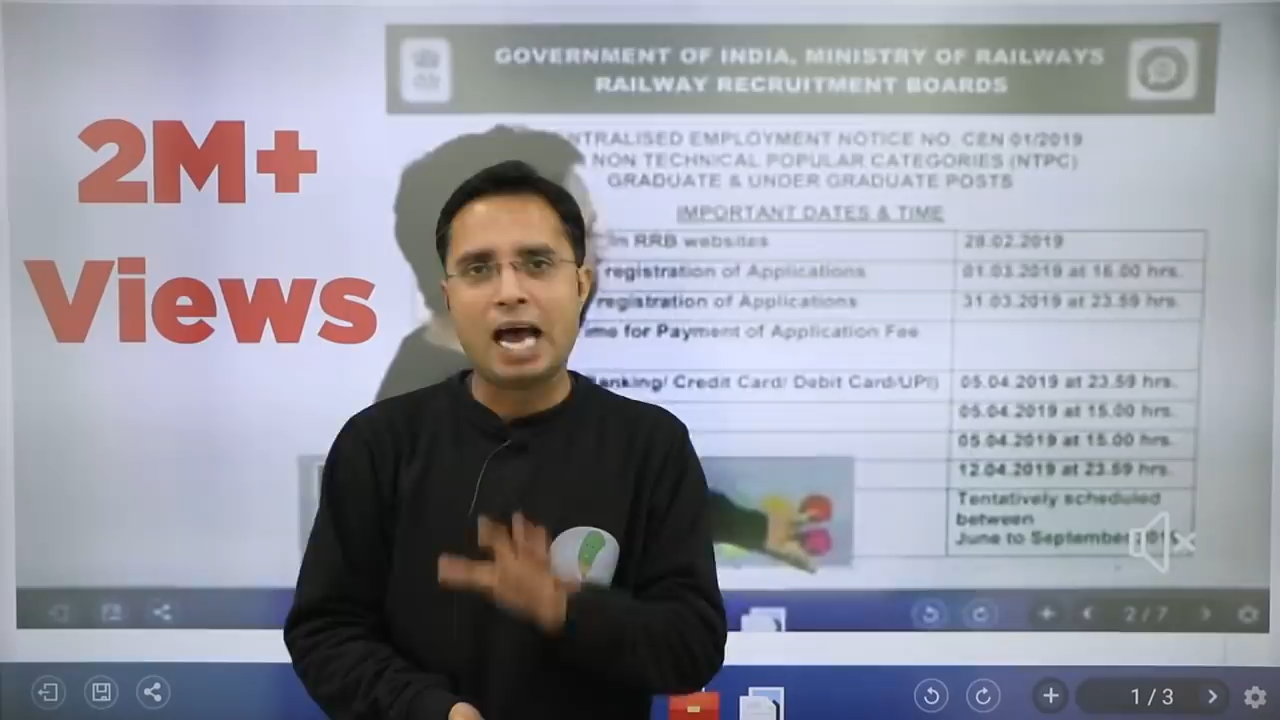 2M+
Views
GOVERNMENT OF INDIA, MINISTRY OF RAILWAYS
RAILWAY RECRUITMENT BOARDS
EMPLOYMENT NOTICE NO. CEN 01/2019
NON TECHNICAL POPULAR CATEGORIES (NTPC)
GRADUATE & UNDER GRADUATE POSTS
IMPORTANT DATES & TIME
in RRB websites 28.02.2019
registration of Applications 01.03.2019 at 16.00 hrs.
registration of Applications 31.03.2019 at 23.59 hrs.
for Payment of Application Fee
Credit Card/ Debit Card/UPI) 05.04.2019 at 23.59 hrs.
05.04.2019 at 15.00 hrs.
05.04.2019 at 15.00 hrs.
12.04.2019 at 23.59 hrs.
Tentatively scheduled
between
June to September
2 / 7
1 / 3